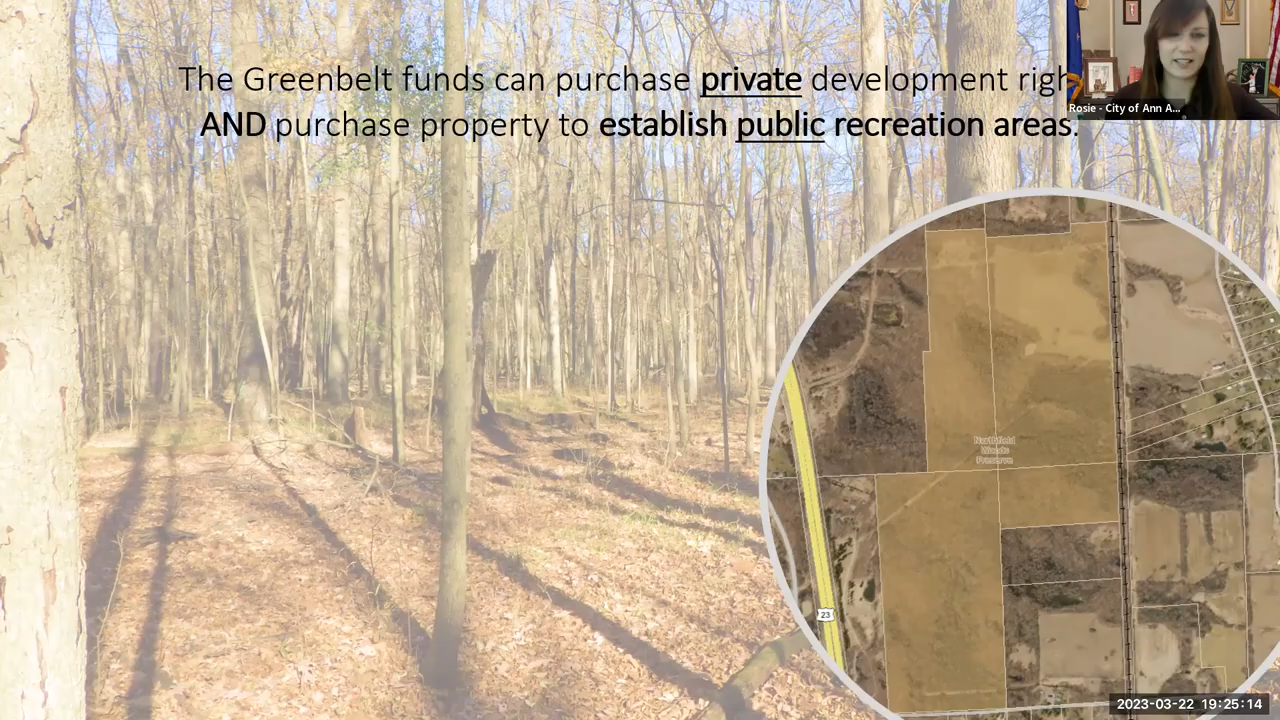 The Greenbelt funds can purchase private development righ
AND purchase property to establish public recreation areas.
Rosie - City of Ann A...
Northfield
Woods
Preserve
23
2023-03-22 19:25:14